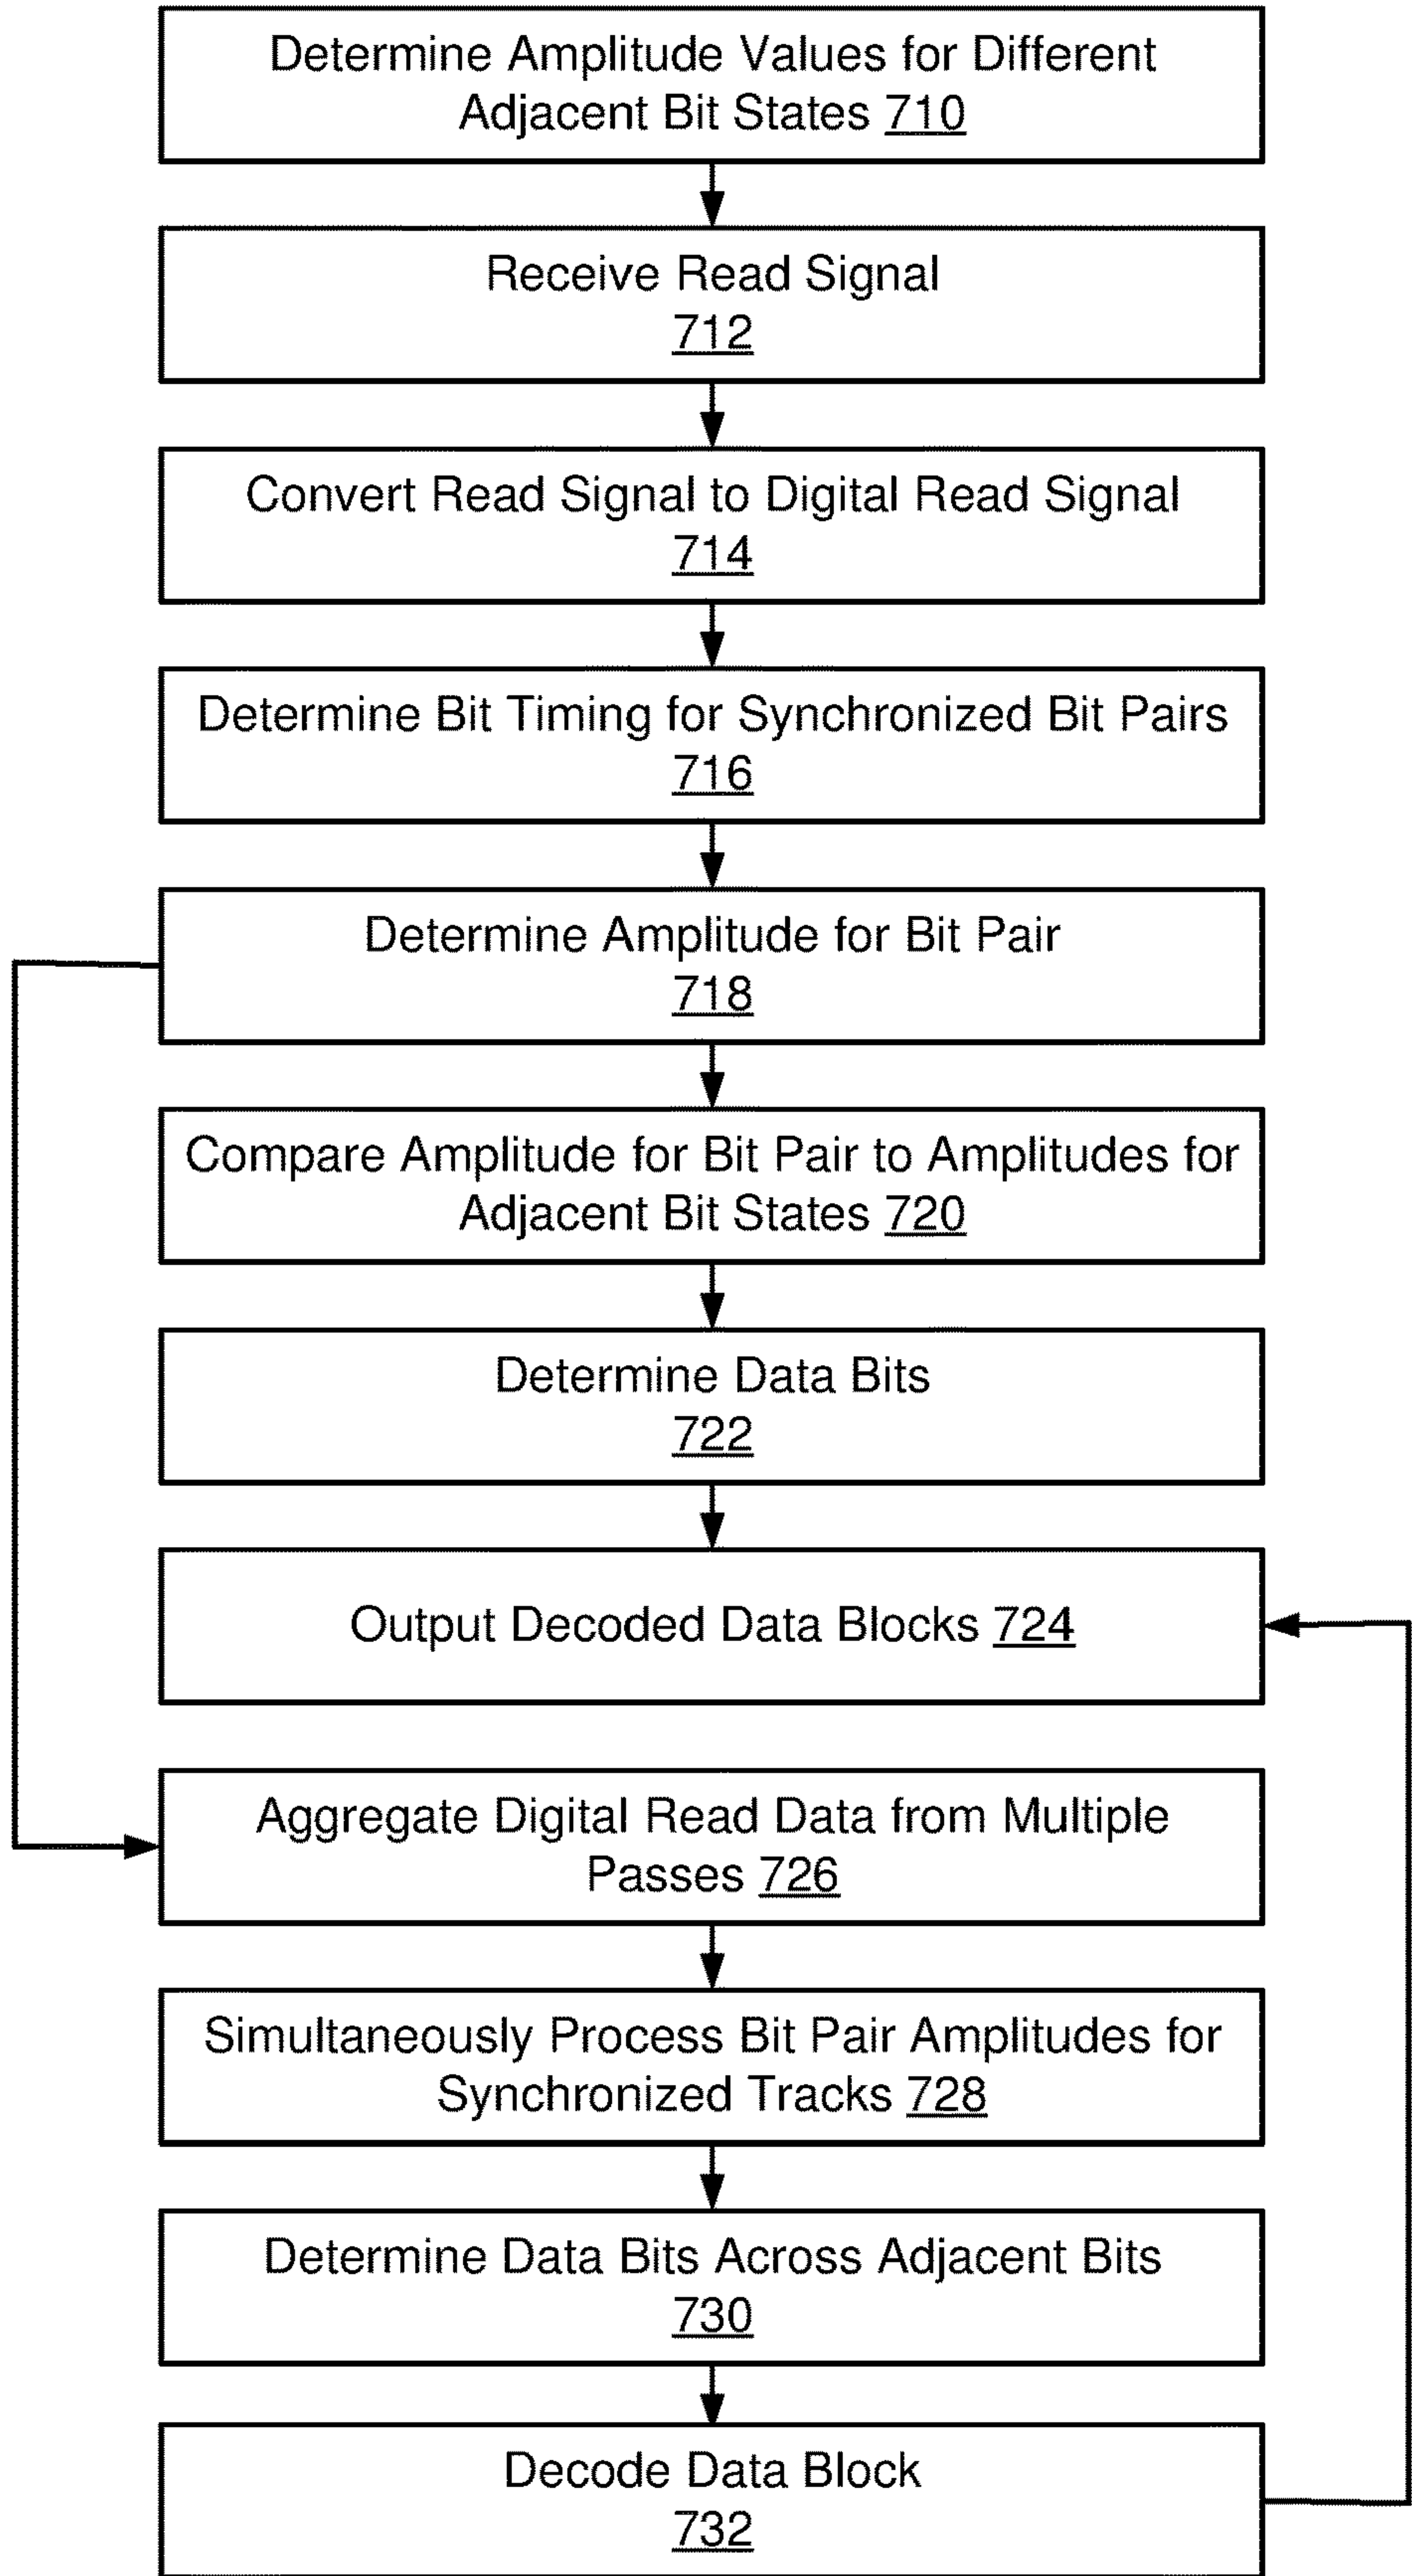 Determine Amplitude Values for Different
Adjacent Bit States 710
Receive Read Signal
712
Convert Read Signal to Digital Read Signal
714
Determine Bit Timing for Synchronized Bit Pairs
716
Determine Amplitude for Bit Pair
718
Compare Amplitude for Bit Pair to Amplitudes for
Adjacent Bit States 720
Determine Data Bits
722
Output Decoded Data Blocks 724
Aggregate Digital Read Data from Multiple
Passes 726
Simultaneously Process Bit Pair Amplitudes for
Synchronized Tracks 728
Determine Data Bits Across Adjacent Bits
730
Decode Data Block
732